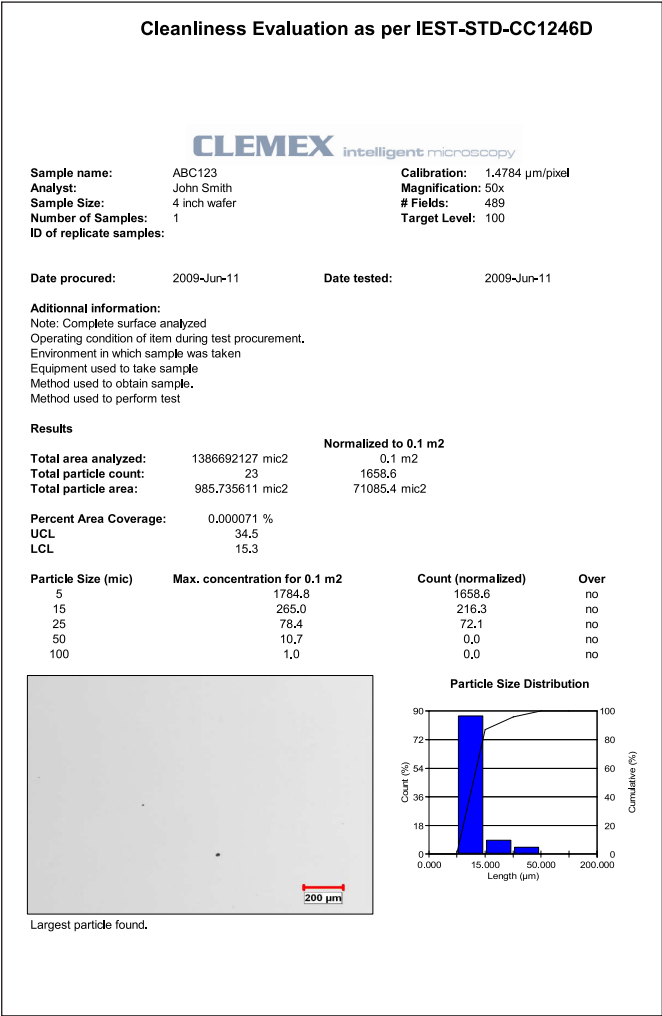 Cleanliness Evaluation as per IEST-STD-CC1246D
CLEMEX intelligent microscopy
Sample name: ABC123 Calibration: 1.4784 µm/pixel
Analyst: John Smith Magnification: 50x
Sample Size: 4 inch wafer # Fields: 489
Number of Samples: 1 Target Level: 100
ID of replicate samples:
Date procured: 2009-Jun-11 Date tested: 2009-Jun-11
Aditionnal information:
Note: Complete surface analyzed
Operating condition of item during test procurement.
Environment in which sample was taken
Equipment used to take sample
Method used to obtain sample.
Method used to perform test
Results
Normalized to 0.1 m2
Total area analyzed: 1386692127 mic2 0.1 m2
Total particle count: 23 1658.6
Total particle area: 985.735611 mic2 71085.4 mic2
Percent Area Coverage: 0.000071 %
UCL 34.5
LCL 15.3
Particle Size (mic) Max. concentration for 0.1 m2 Count (normalized) Over
5 1784.8 1658.6 no
15 265.0 216.3 no
25 78.4 72.1 no
50 10.7 0.0 no
100 1.0 0.0 no
200 µm
Largest particle found.
Particle Size Distribution
90 100
72 80
54 60
36 40
18 20
0 0
0.000 15.000 50.000 200.000
Length (µm)
Count (%)
Cumulative (%)